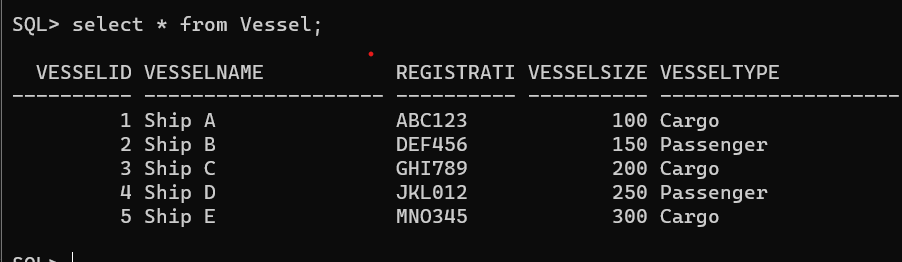 SQL> select * from Vessel;
VESSELID VESSELNAME REGISTRATI VESSELSIZE VESSELTYPE
---------- -------------------- ---------- ---------- --------------------
1 Ship A ABC123 100 Cargo
2 Ship B DEF456 150 Passenger
3 Ship C GHI789 200 Cargo
4 Ship D JKL012 250 Passenger
5 Ship E MNO345 300 Cargo
SQL>